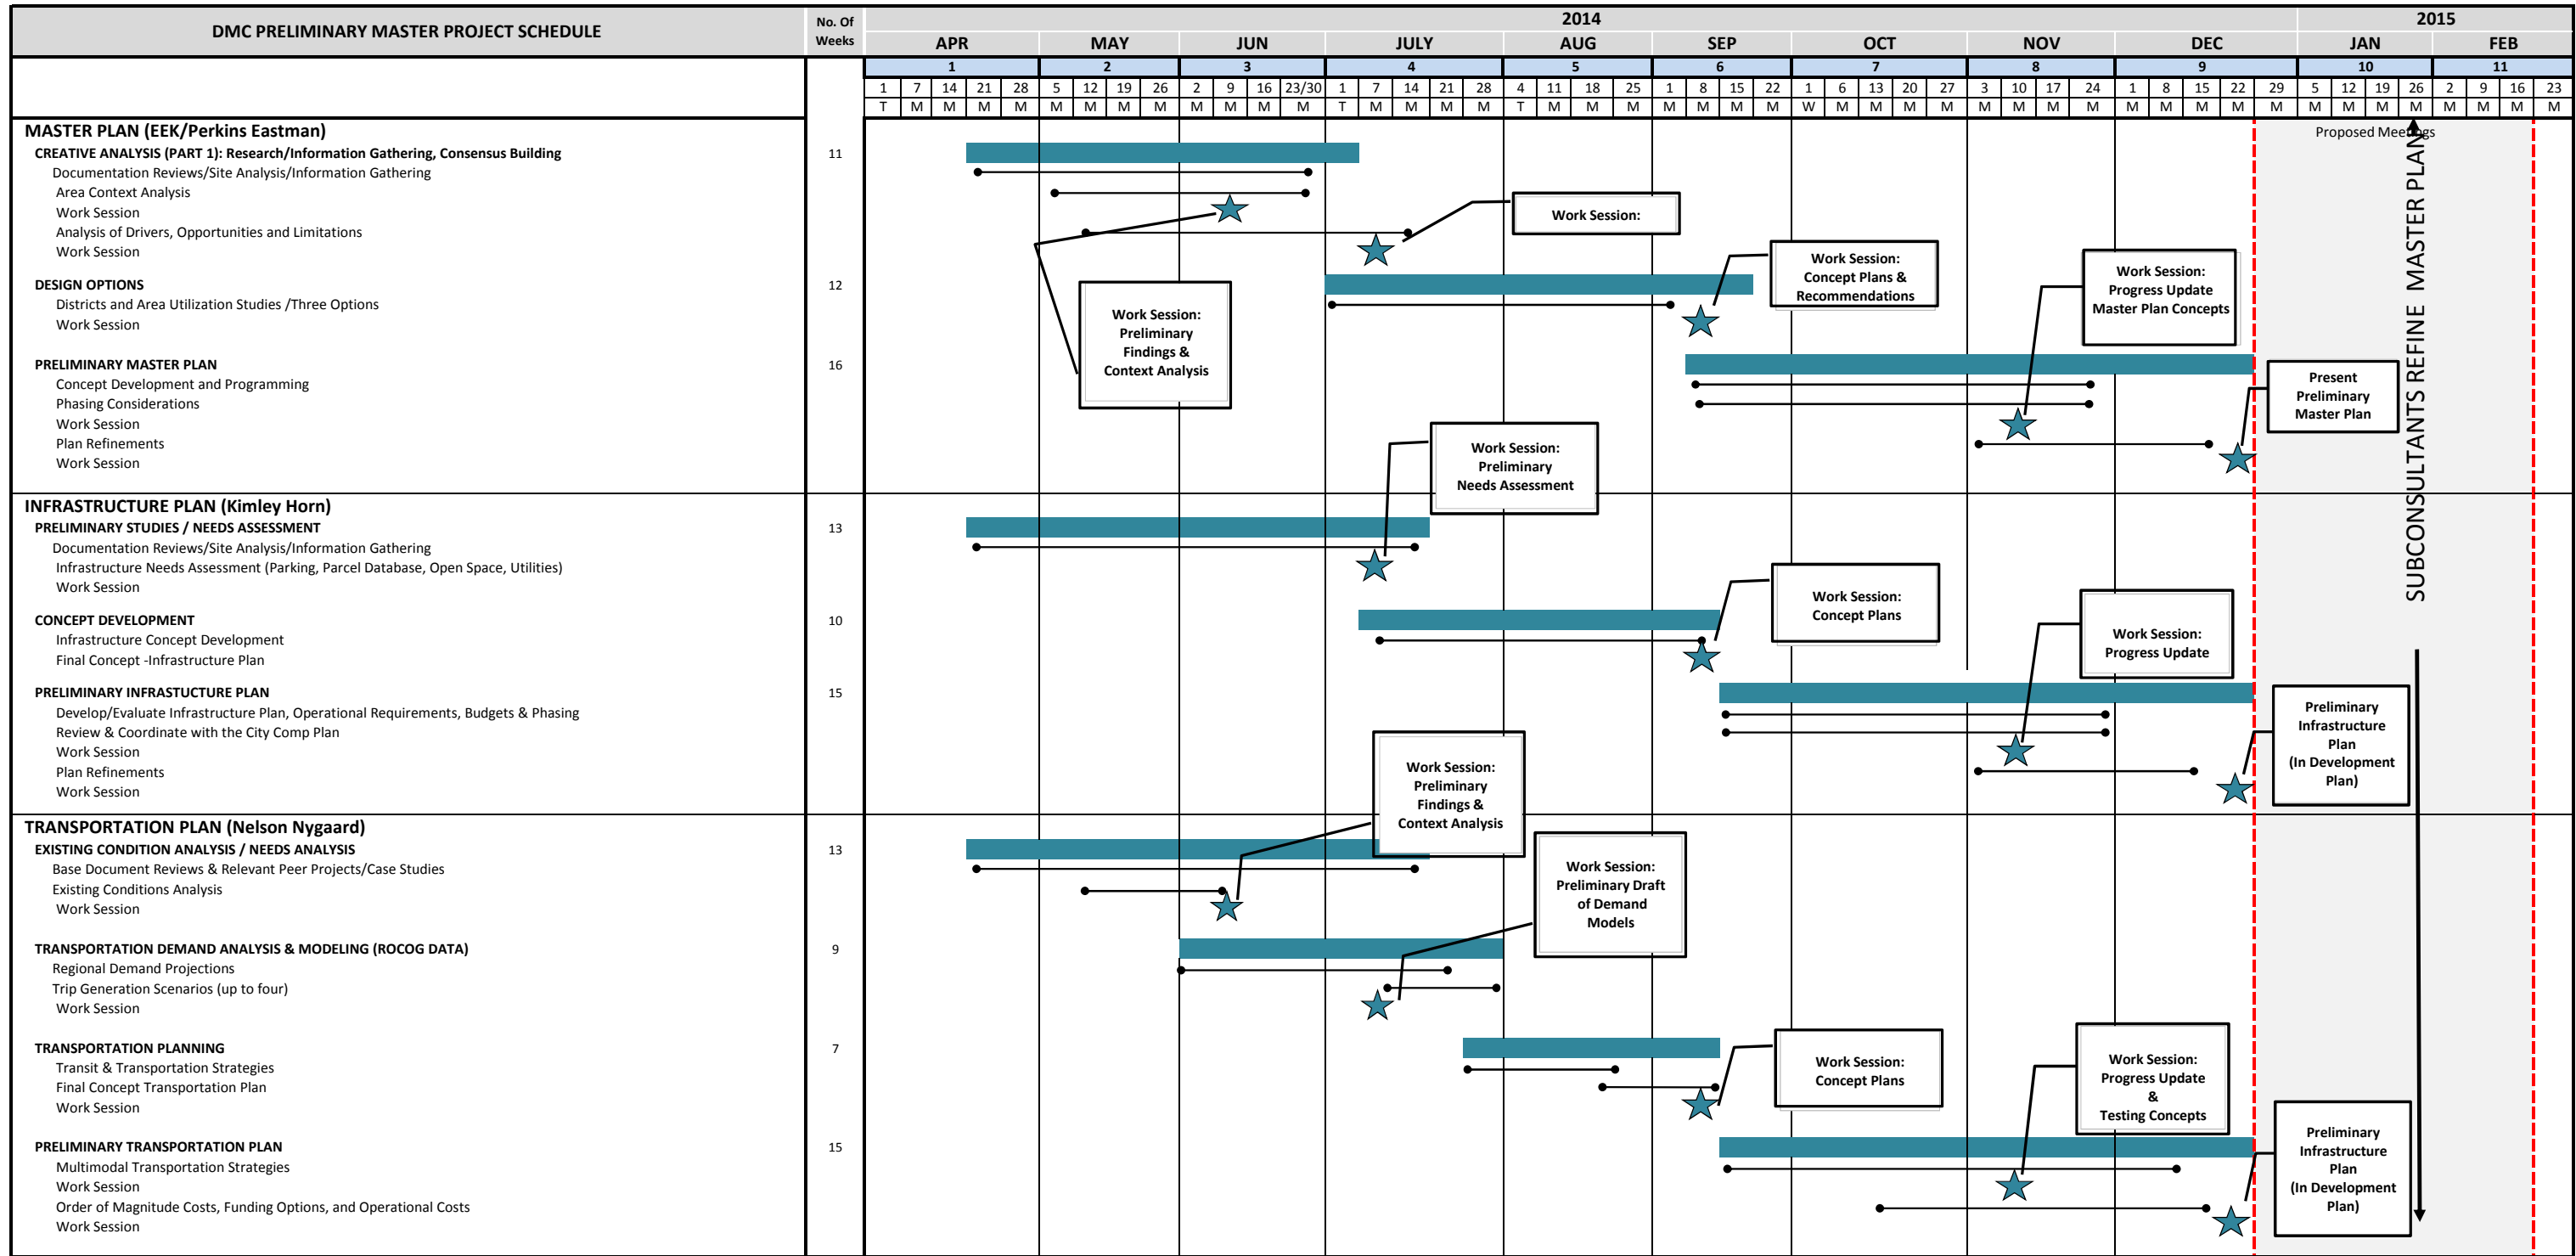 DMC PRELIMINARY MASTER PROJECT SCHEDULE
No. Of
Weeks
2014
2015
APR MAY JUN JULY AUG SEP OCT NOV DEC JAN FEB
1 2 3 4 5 6 7 8 9 10 11
1 7 14 21 28 5 12 19 26 2 9 16 23/30 1 7 14 21 28 4 11 18 25 1 8 15 22 1 6 13 20 27 3 10 17 24 1 8 15 22 29 5 12 19 26 2 9 16 23
T M M M M M M M M M M M M T M M M M T M M M M M M M W M M M M M M M M M M M M M M M M M M M M M
MASTER PLAN (EEK/Perkins Eastman)
Proposed Meetings
CREATIVE ANALYSIS (PART 1): Research/Information Gathering, Consensus Building 11
Documentation Reviews/Site Analysis/Information Gathering
Area Context Analysis
Work Session
Analysis of Drivers, Opportunities and Limitations
Work Session
Work Session:
DESIGN OPTIONS 12
Districts and Area Utilization Studies /Three Options
Work Session
Work Session:
Preliminary
Findings &
Context Analysis
Work Session:
Concept Plans &
Recommendations
Work Session:
Progress Update
Master Plan Concepts
PRELIMINARY MASTER PLAN 16
Concept Development and Programming
Phasing Considerations
Work Session
Plan Refinements
Work Session
Present
Preliminary
Master Plan
SUBCONSULTANTS REFINE MASTER PLAN
Work Session:
Preliminary
Needs Assessment
INFRASTRUCTURE PLAN (Kimley Horn)
PRELIMINARY STUDIES / NEEDS ASSESSMENT 13
Documentation Reviews/Site Analysis/Information Gathering
Infrastructure Needs Assessment (Parking, Parcel Database, Open Space, Utilities)
Work Session
CONCEPT DEVELOPMENT 10
Infrastructure Concept Development
Final Concept -Infrastructure Plan
Work Session:
Concept Plans
Work Session:
Progress Update
PRELIMINARY INFRASTUCTURE PLAN 15
Develop/Evaluate Infrastructure Plan, Operational Requirements, Budgets & Phasing
Review & Coordinate with the City Comp Plan
Work Session
Plan Refinements
Work Session
Preliminary
Infrastructure
Plan
(In Development
Plan)
Work Session:
Preliminary
Findings &
Context Analysis
TRANSPORTATION PLAN (Nelson Nygaard)
EXISTING CONDITION ANALYSIS / NEEDS ANALYSIS 13
Base Document Reviews & Relevant Peer Projects/Case Studies
Existing Conditions Analysis
Work Session
Work Session:
Preliminary Draft
of Demand
Models
TRANSPORTATION DEMAND ANALYSIS & MODELING (ROCOG DATA) 9
Regional Demand Projections
Trip Generation Scenarios (up to four)
Work Session
TRANSPORTATION PLANNING 7
Transit & Transportation Strategies
Final Concept Transportation Plan
Work Session
Work Session:
Concept Plans
Work Session:
Progress Update
&
Testing Concepts
PRELIMINARY TRANSPORTATION PLAN 15
Multimodal Transportation Strategies
Work Session
Order of Magnitude Costs, Funding Options, and Operational Costs
Work Session
Preliminary
Infrastructure
Plan
(In Development
Plan)